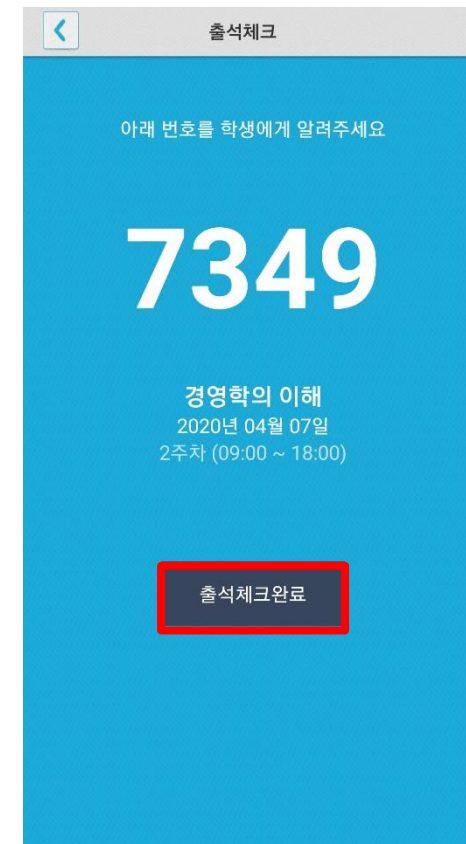 출석체크
아래 번호를 학생에게 알려주세요
7349
경영학의 이해
2020년 04월 07일
2주차 (09:00 ~ 18:00)
출석체크완료